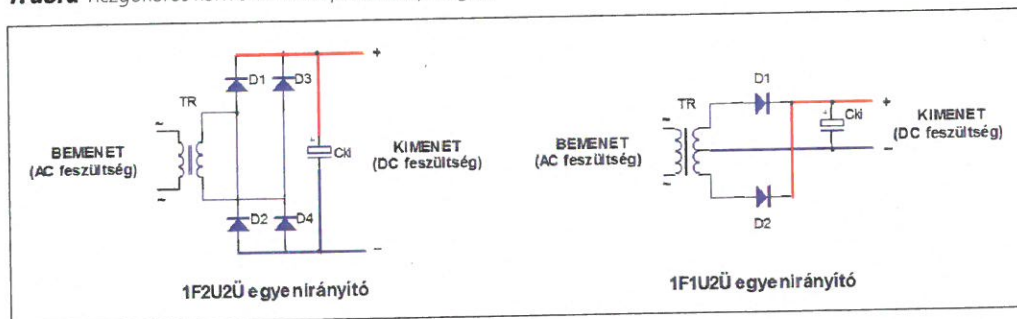 BEMENET
(AC feszültség)
~
~
TR
D1
D3
D2
D4
+
Cki
+
−
KIMENET
(DC feszültség)
1F2U2Ü egyenirányító
BEMENET
(AC feszültség)
~
~
TR
D1
D2
+
Cki
+
−
KIMENET
(DC feszültség)
1F1U2Ü egyenirányító